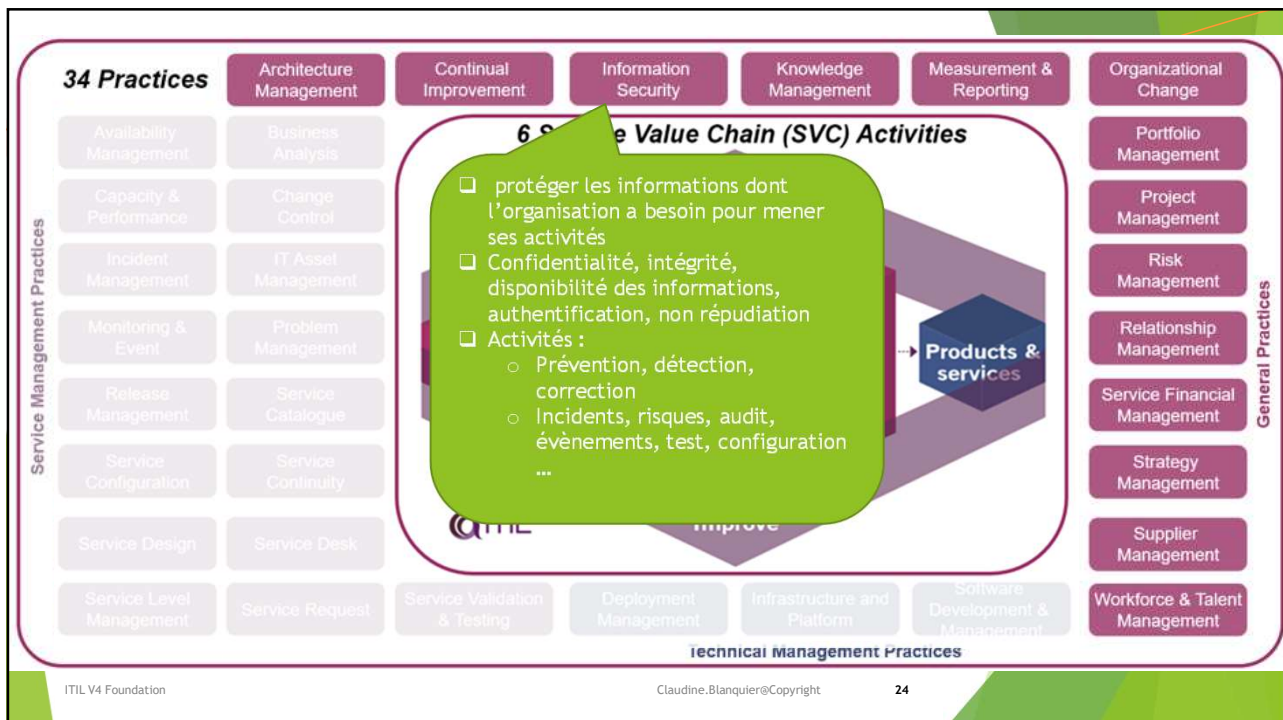 34 Practices
Architecture
Management
Continual
Improvement
Information
Security
Knowledge
Management
Measurement &
Reporting
Organizational
Change
Availability
Management
Business
Analysis
6 S e Value Chain (SVC) Activities
Portfolio
Management
Capacity &
Performance
Change
Control
protéger les informations dont
l’organisation a besoin pour mener
ses activités
Confidentialité, intégrité,
disponibilité des informations,
authentification, non répudiation
Activités :
Prévention, détection,
correction
Incidents, risques, audit,
évènements, test, configuration
…
Project
Management
Incident
Management
IT Asset
Management
Risk
Management
Monitoring &
Event
Problem
Management
Products &
services
Relationship
Management
Release
Management
Service
Catalogue
Service Financial
Management
Service
Configuration
Service
Continuity
Strategy
Management
Service Design
Service Desk
ITIL
Improve
Supplier
Management
Service Level
Management
Service Request
Service Validation
& Testing
Deployment
Management
Infrastructure and
Platform
Software
Development &
Management
Workforce & Talent
Management
Service Management Practices
General Practices
Technical Management Practices
ITIL V4 Foundation
Claudine.Blanquier@Copyright
24